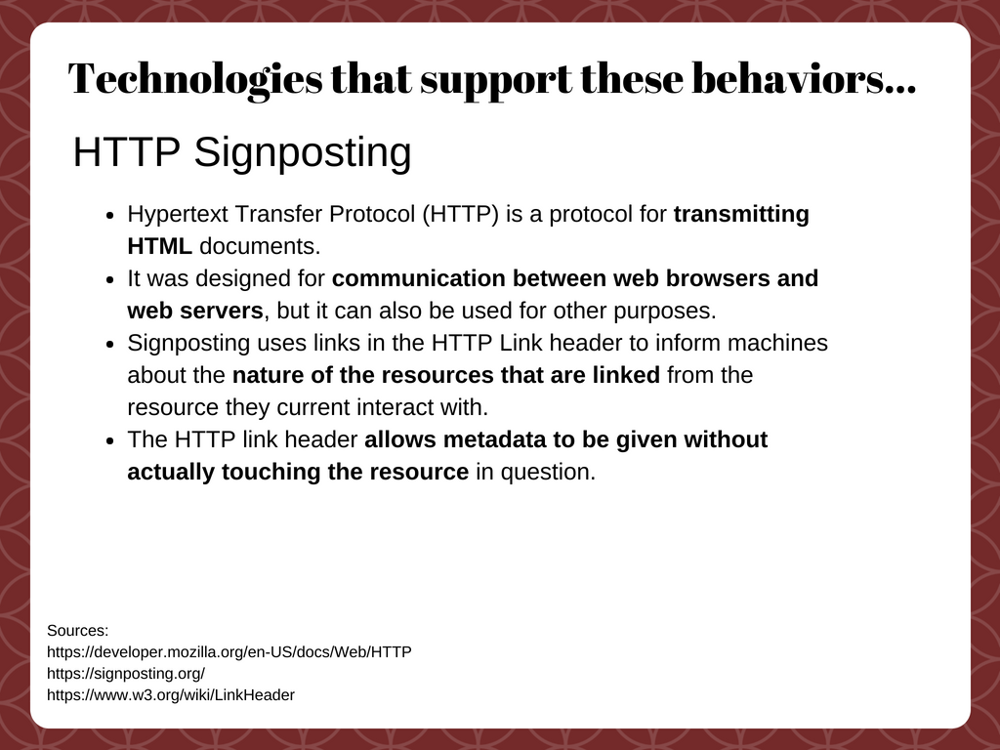 Technologies that support these behaviors...
HTTP Signposting
• Hypertext Transfer Protocol (HTTP) is a protocol for transmitting
HTML documents.
• It was designed for communication between web browsers and
web servers, but it can also be used for other purposes.
• Signposting uses links in the HTTP Link header to inform machines
about the nature of the resources that are linked from the
resource they current interact with.
• The HTTP link header allows metadata to be given without
actually touching the resource in question.
Sources:
https://developer.mozilla.org/en-US/docs/Web/HTTP
https://signposting.org/
https://www.w3.org/wiki/LinkHeader